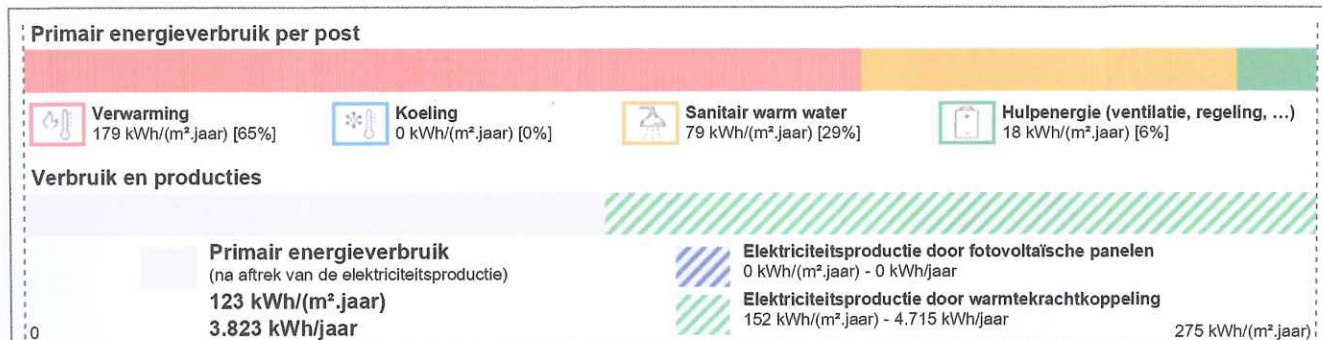 Primair energieverbruik per post
Verwarming
179 kWh/(m².jaar) [65%]
Koeling
0 kWh/(m².jaar) [0%]
Sanitair warm water
79 kWh/(m².jaar) [29%]
Hulpenergie (ventilatie, regeling, …)
18 kWh/(m².jaar) [6%]
Verbruik en producties
Primair energieverbruik
(na aftrek van de elektriciteitsproductie)
123 kWh/(m².jaar)
3.823 kWh/jaar
Elektriciteitsproductie door fotovoltaïsche panelen
0 kWh/(m².jaar) - 0 kWh/jaar
Elektriciteitsproductie door warmtekrachtkoppeling
152 kWh/(m².jaar) - 4.715 kWh/jaar
0
275 kWh/(m².jaar)